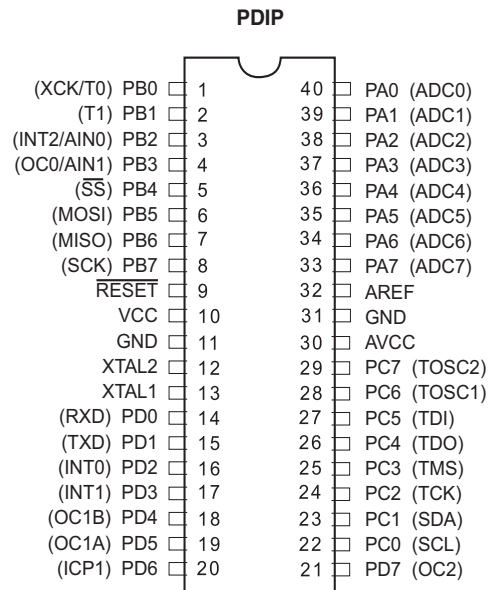 PDIP
(XCK/T0) PB0 1 40 PA0 (ADC0)
(T1) PB1 2 39 PA1 (ADC1)
(INT2/AIN0) PB2 3 38 PA2 (ADC2)
(OC0/AIN1) PB3 4 37 PA3 (ADC3)
(S̅S̅) PB4 5 36 PA4 (ADC4)
(MOSI) PB5 6 35 PA5 (ADC5)
(MISO) PB6 7 34 PA6 (ADC6)
(SCK) PB7 8 33 PA7 (ADC7)
R̅E̅S̅E̅T̅ 9 32 AREF
VCC 10 31 GND
GND 11 30 AVCC
XTAL2 12 29 PC7 (TOSC2)
XTAL1 13 28 PC6 (TOSC1)
(RXD) PD0 14 27 PC5 (TDI)
(TXD) PD1 15 26 PC4 (TDO)
(INT0) PD2 16 25 PC3 (TMS)
(INT1) PD3 17 24 PC2 (TCK)
(OC1B) PD4 18 23 PC1 (SDA)
(OC1A) PD5 19 22 PC0 (SCL)
(ICP1) PD6 20 21 PD7 (OC2)